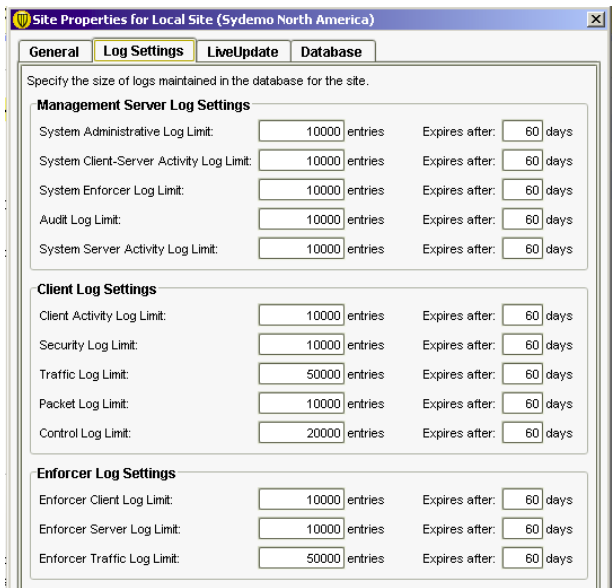 Site Properties for Local Site (Sydemo North America)
General Log Settings LiveUpdate Database
Specify the size of logs maintained in the database for the site.
Management Server Log Settings
System Administrative Log Limit: 10000 entries Expires after: 60 days
System Client-Server Activity Log Limit: 10000 entries Expires after: 60 days
System Enforcer Log Limit: 10000 entries Expires after: 60 days
Audit Log Limit: 10000 entries Expires after: 60 days
System Server Activity Log Limit: 10000 entries Expires after: 60 days
Client Log Settings
Client Activity Log Limit: 10000 entries Expires after: 60 days
Security Log Limit: 10000 entries Expires after: 60 days
Traffic Log Limit: 50000 entries Expires after: 60 days
Packet Log Limit: 10000 entries Expires after: 60 days
Control Log Limit: 20000 entries Expires after: 60 days
Enforcer Log Settings
Enforcer Client Log Limit: 10000 entries Expires after: 60 days
Enforcer Server Log Limit: 10000 entries Expires after: 60 days
Enforcer Traffic Log Limit: 50000 entries Expires after: 60 days